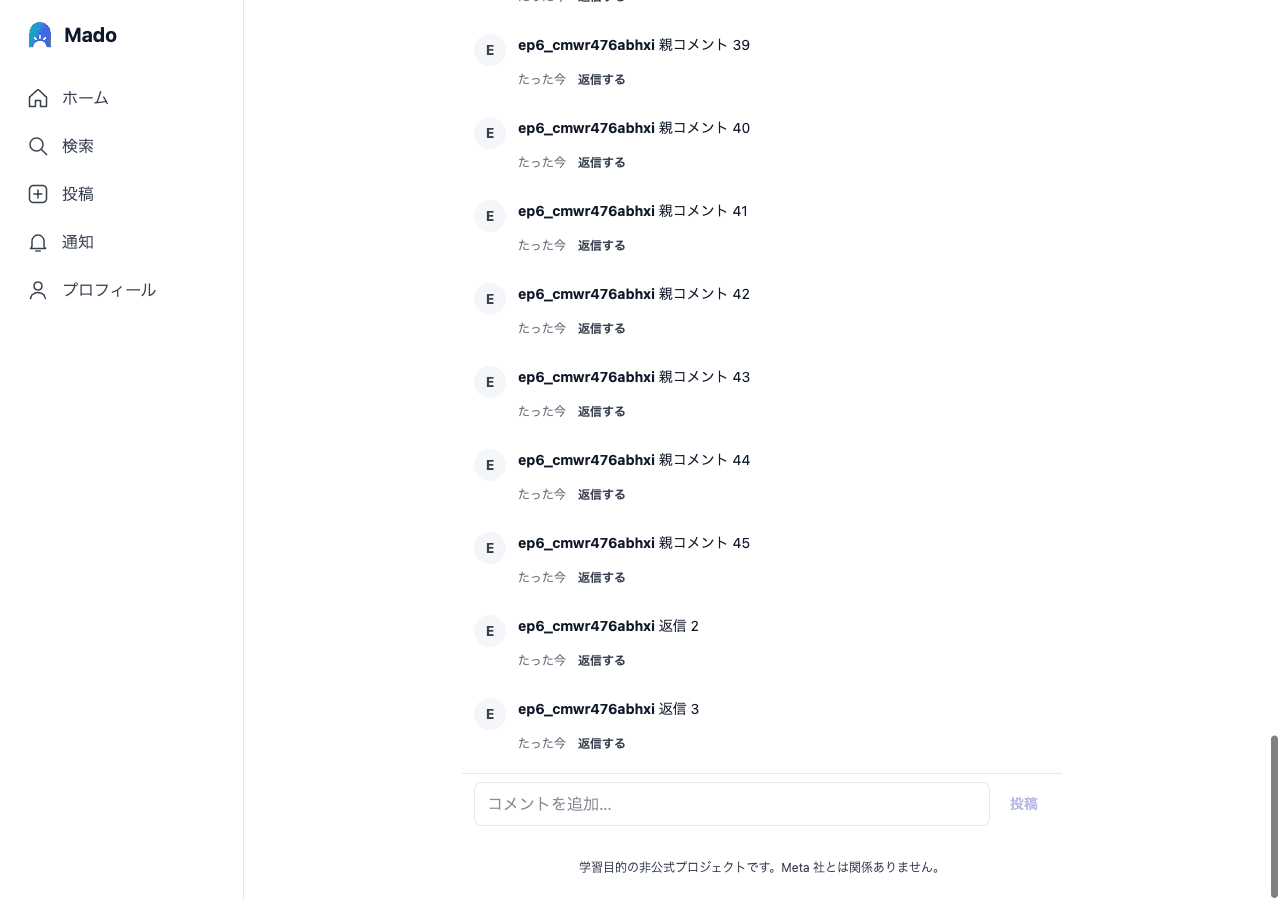 Mado
ホーム
検索
投稿
通知
プロフィール
ep6_cmwr476abhxi 親コメント 39
たった今 返信する
ep6_cmwr476abhxi 親コメント 40
たった今 返信する
ep6_cmwr476abhxi 親コメント 41
たった今 返信する
ep6_cmwr476abhxi 親コメント 42
たった今 返信する
ep6_cmwr476abhxi 親コメント 43
たった今 返信する
ep6_cmwr476abhxi 親コメント 44
たった今 返信する
ep6_cmwr476abhxi 親コメント 45
たった今 返信する
ep6_cmwr476abhxi 返信 2
たった今 返信する
ep6_cmwr476abhxi 返信 3
たった今 返信する
コメントを追加... 投稿
学習目的の非公式プロジェクトです。Meta 社とは関係ありません。
E
E
E
E
E
E
E
E
E